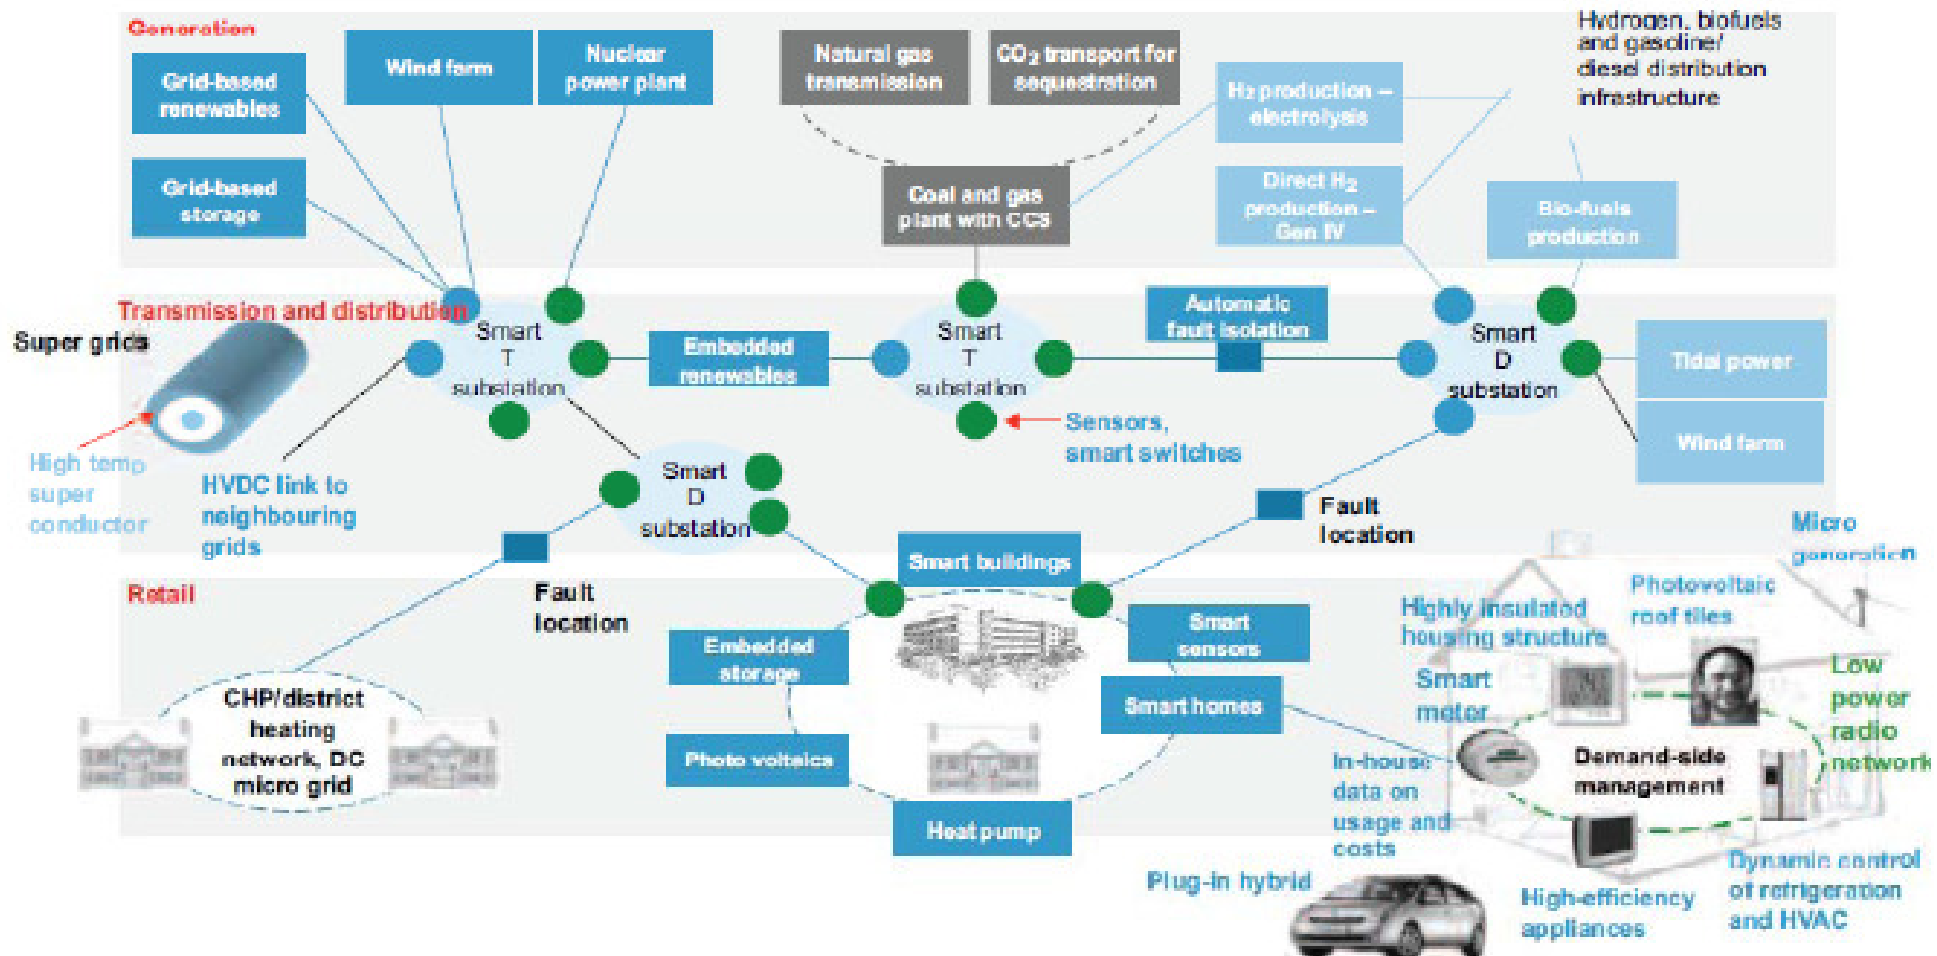 Generation
Grid-based
renewables
Wind farm
Nuclear
power plant
Natural gas
transmission
CO2 transport for
sequestration
H2 production –
electrolysis
Hydrogen, biofuels
and gasoline/
diesel distribution
infrastructure
Grid-based
storage
Coal and gas
plant with CCS
Direct H2
production –
Gen IV
Bio-fuels
production
Transmission and distribution
Super grids
Smart
T
substation
Embedded
renewables
Smart
T
substation
Automatic
fault isolation
Smart
D
substation
Tidal power
Wind farm
High temp
super
conductor
HVDC link to
neighbouring
grids
Smart
D
substation
Sensors,
smart switches
Fault
location
Micro
generation
Retail
Fault
location
Smart buildings
Embedded
storage
Smart
sensors
Smart homes
Photo volteics
Heat pump
CHP/district
heating
network, DC
micro grid
Highly insulated
housing structure
Photovoltaic
roof tiles
Smart
meter
Low
power
radio
network
Demand-side
management
In-house
data on
usage and
costs
Plug-in hybrid
High-efficiency
appliances
Dynamic control
of refrigeration
and HVAC